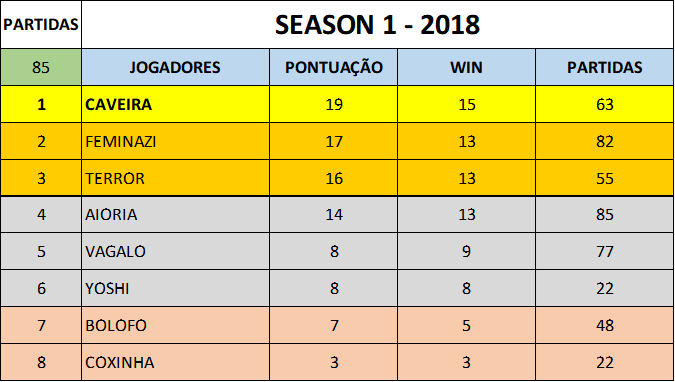 PARTIDAS SEASON 1 - 2018
85 JOGADORES PONTUAÇÃO WIN PARTIDAS
1 CAVEIRA 19 15 63
2 FEMINAZI 17 13 82
3 TERROR 16 13 55
4 AIORIA 14 13 85
5 VAGALO 8 9 77
6 YOSHI 8 8 22
7 BOLOFO 7 5 48
8 COXINHA 3 3 22